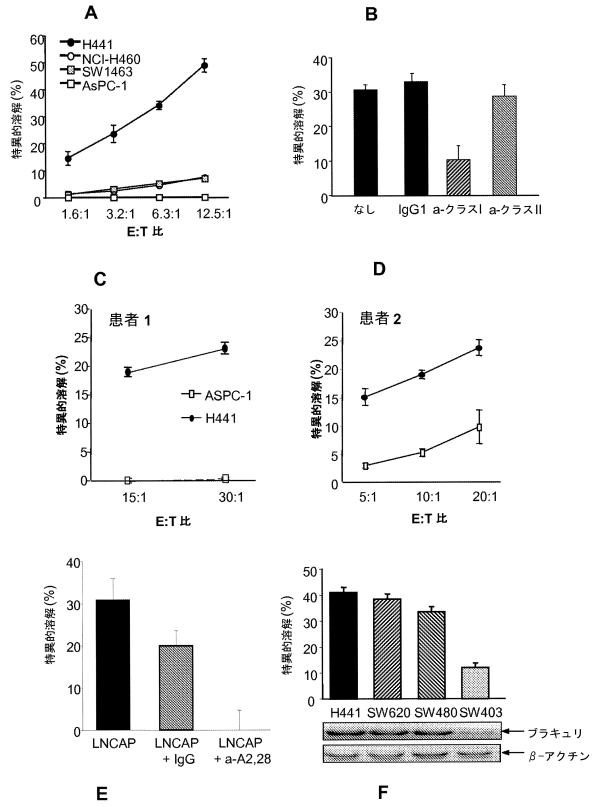 A
60
50
40
30
20
10
0
特異的溶解(%)
H441
NCI-H460
SW1463
AsPC-1
1.6:1 3.2:1 6.3:1 12.5:1
E:T 比
B
40
30
20
10
0
特異的溶解(%)
なし IgG1 a-クラスI a-クラスII
C
30
25
20
15
10
5
0
特異的溶解(%)
患者 1
ASPC-1
H441
15:1 30:1
E:T 比
D
30
25
20
15
10
5
0
特異的溶解(%)
患者 2
5:1 10:1 20:1
E:T 比
40
30
20
10
0
特異的溶解(%)
LNCAP LNCAP + IgG LNCAP + a-A2,28
E
50
40
30
20
10
0
特異的溶解(%)
H441 SW620 SW480 SW403
ブラキュリ
β-アクチン
F